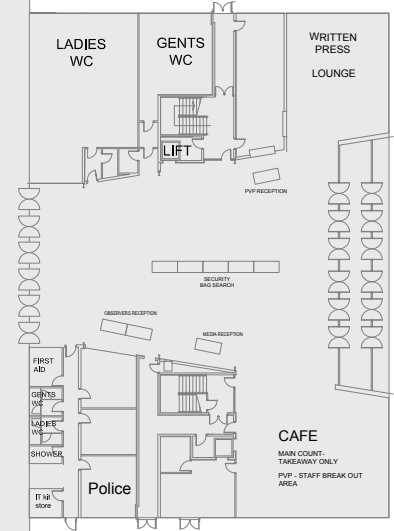 LADIES
WC
GENTS
WC
WRITTEN
PRESS
LOUNGE
LIFT
PVP RECEPTION
SECURITY
BAG SEARCH
OBSERVERS RECEPTION
MEDIA RECEPTION
FIRST
AID
GENTS
WC
LADIES
WC
SHOWER
IT kit
store
Police
CAFE
MAIN COUNT-
TAKEAWAY ONLY
PVP - STAFF BREAK OUT
AREA